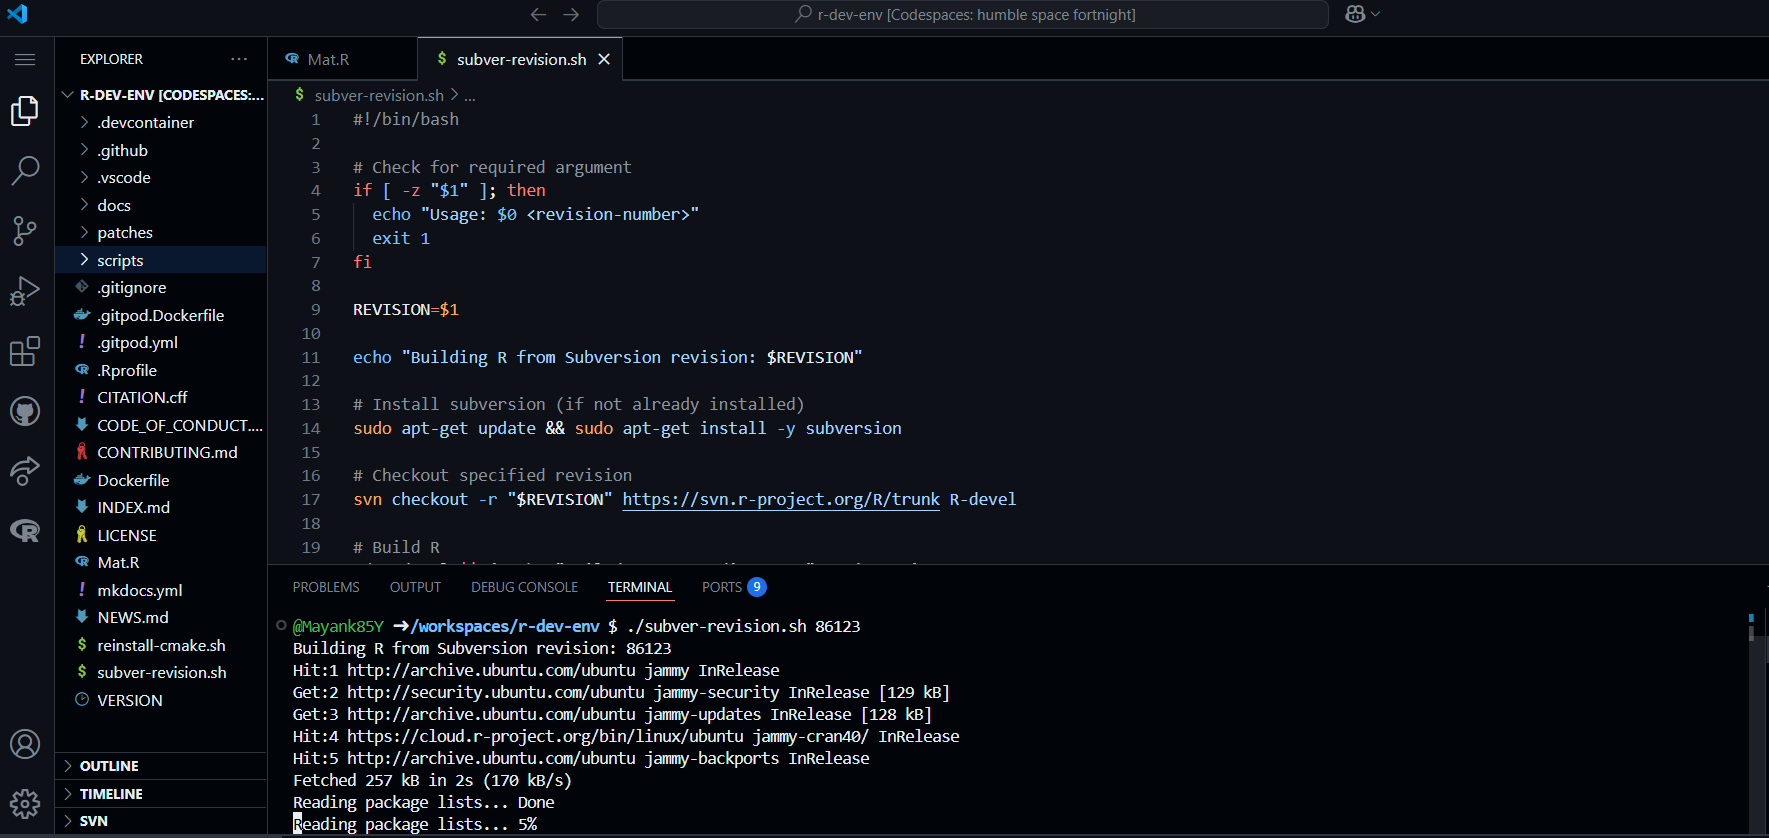 r-dev-env [Codespaces: humble space fortnight]
EXPLORER
R-DEV-ENV [CODESPACES:...
.devcontainer
.github
.vscode
docs
patches
scripts
.gitignore
.gitpod.Dockerfile
.gitpod.yml
.Rprofile
CITATION.cff
CODE_OF_CONDUCT....
CONTRIBUTING.md
Dockerfile
INDEX.md
LICENSE
Mat.R
mkdocs.yml
NEWS.md
reinstall-cmake.sh
subver-revision.sh
VERSION
OUTLINE
TIMELINE
SVN
Mat.R
subver-revision.sh
subver-revision.sh > ...
1 #!/bin/bash
2
3 # Check for required argument
4 if [ -z "$1" ]; then
5 echo "Usage: $0 <revision-number>"
6 exit 1
7 fi
8
9 REVISION=$1
10
11 echo "Building R from Subversion revision: $REVISION"
12
13 # Install subversion (if not already installed)
14 sudo apt-get update && sudo apt-get install -y subversion
15
16 # Checkout specified revision
17 svn checkout -r "$REVISION" https://svn.r-project.org/R/trunk R-devel
18
19 # Build R
PROBLEMS OUTPUT DEBUG CONSOLE TERMINAL PORTS 9
@Mayank85Y ➜/workspaces/r-dev-env $ ./subver-revision.sh 86123
Building R from Subversion revision: 86123
Hit:1 http://archive.ubuntu.com/ubuntu jammy InRelease
Get:2 http://security.ubuntu.com/ubuntu jammy-security InRelease [129 kB]
Get:3 http://archive.ubuntu.com/ubuntu jammy-updates InRelease [128 kB]
Hit:4 https://cloud.r-project.org/bin/linux/ubuntu jammy-cran40/ InRelease
Hit:5 http://archive.ubuntu.com/ubuntu jammy-backports InRelease
Fetched 257 kB in 2s (170 kB/s)
Reading package lists... Done
Reading package lists... 5%